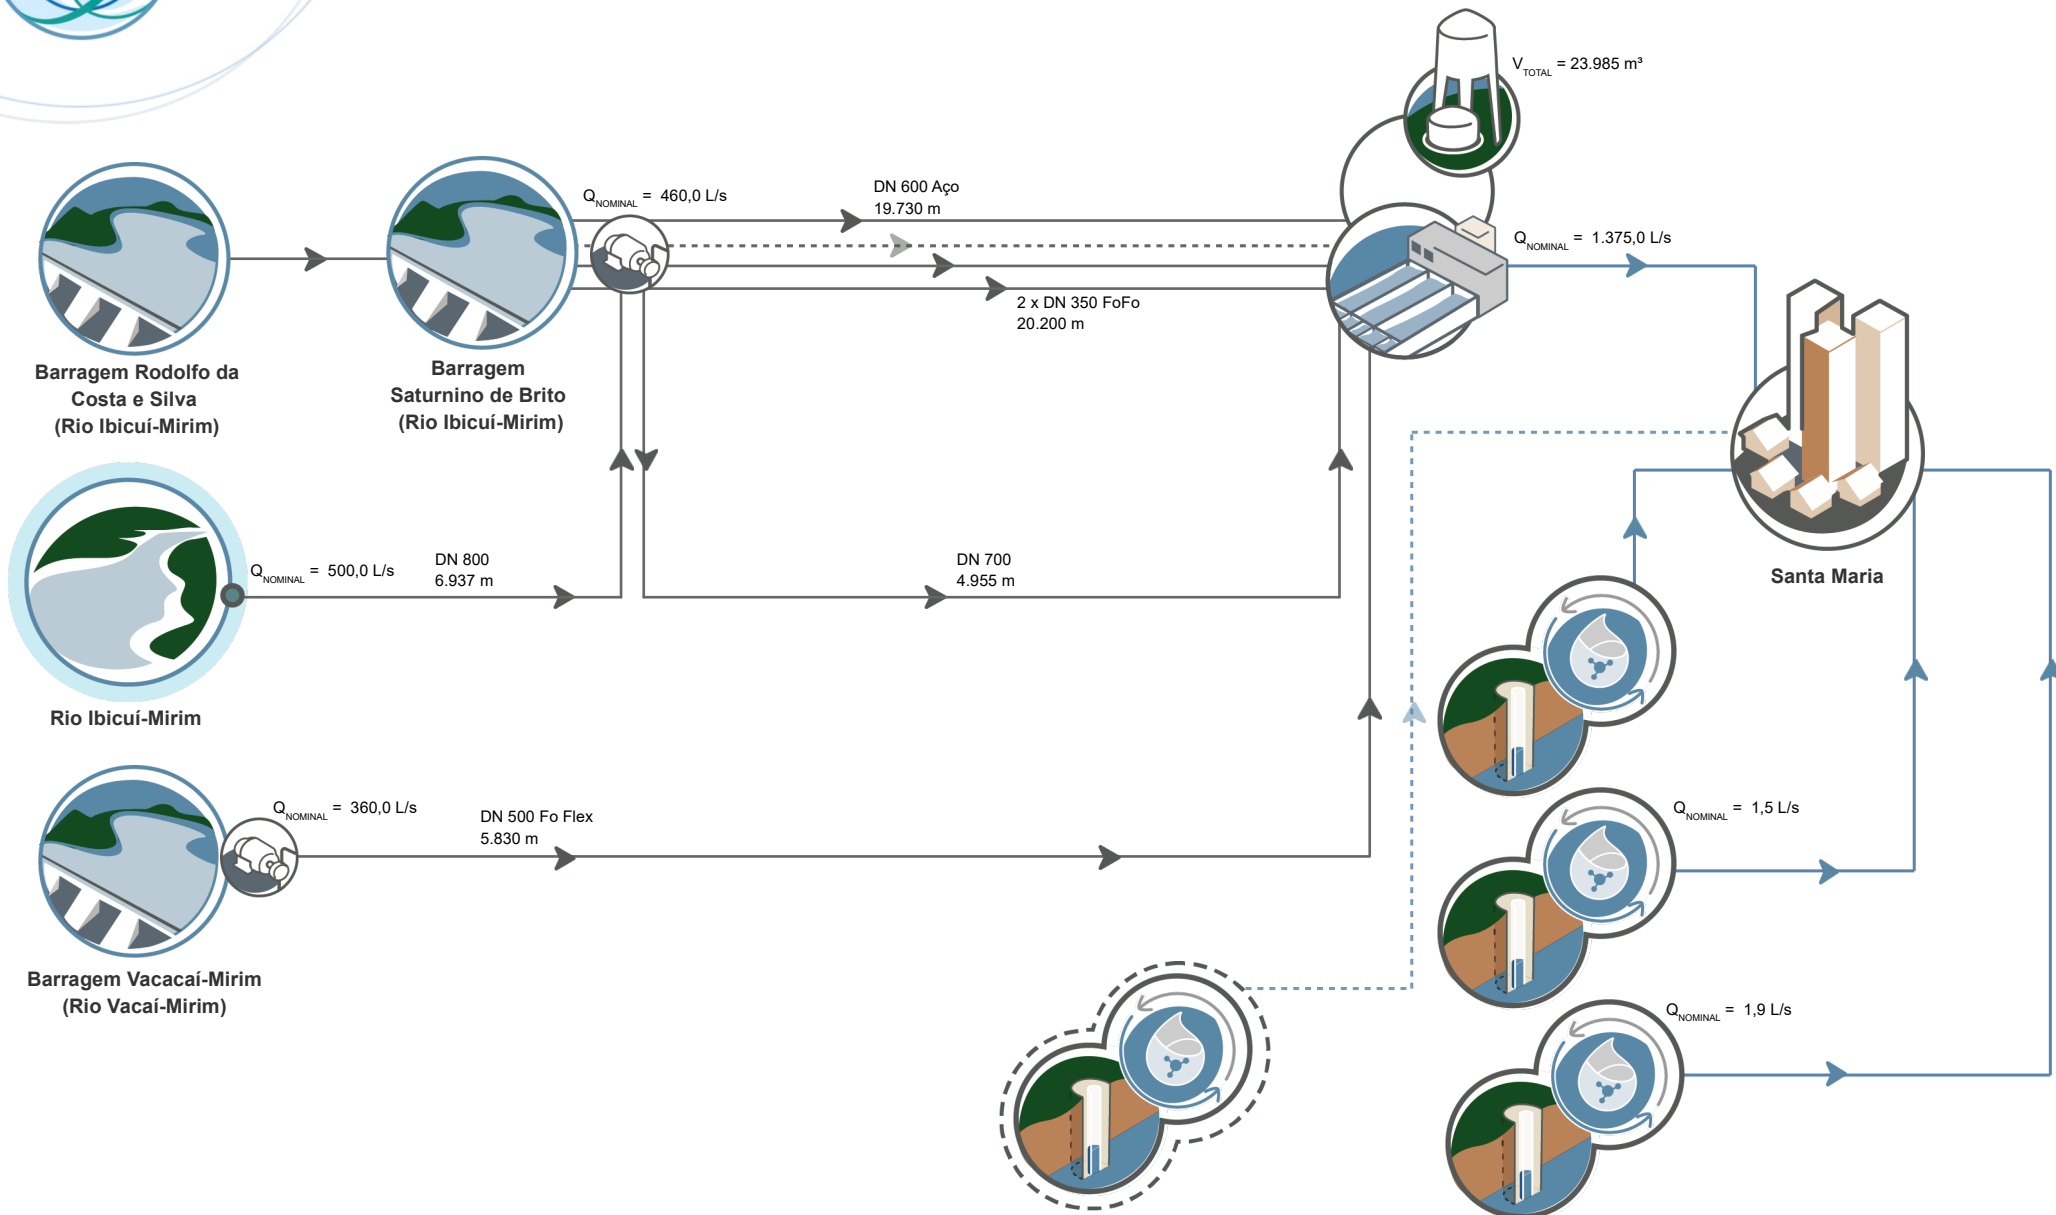 V TOTAL = 23.985 m³
Q NOMINAL = 460,0 L/s
DN 600 Aço
19.730 m
Q NOMINAL = 1.375,0 L/s
2 x DN 350 FoFo
20.200 m
Barragem Rodolfo da
Costa e Silva
(Rio Ibicuí-Mirim)
Barragem
Saturnino de Brito
(Rio Ibicuí-Mirim)
Q NOMINAL = 500,0 L/s
DN 800
6.937 m
DN 700
4.955 m
Santa Maria
Rio Ibicuí-Mirim
Q NOMINAL = 360,0 L/s
DN 500 Fo Flex
5.830 m
Q NOMINAL = 1,5 L/s
Barragem Vacacaí-Mirim
(Rio Vacaí-Mirim)
Q NOMINAL = 1,9 L/s